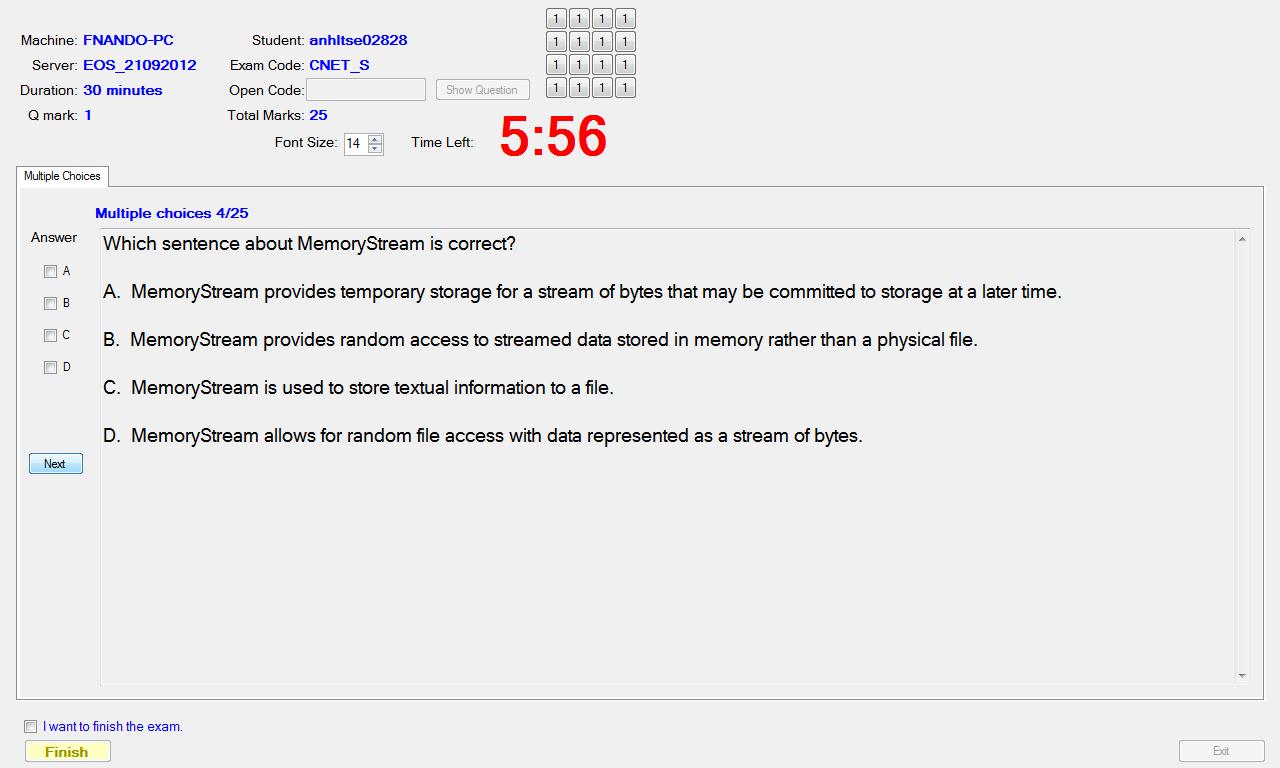 Machine: FNANDO-PC Student: anhltse02828
Server: EOS_21092012 Exam Code: CNET_S
Duration: 30 minutes Open Code: Show Question
Q mark: 1 Total Marks: 25
Font Size: 14 Time Left: 5:56
1 1 1 1
1 1 1 1
1 1 1 1
1 1 1 1
Multiple Choices
Multiple choices 4/25
Answer
A
B
C
D
Next
Which sentence about MemoryStream is correct?
A. MemoryStream provides temporary storage for a stream of bytes that may be committed to storage at a later time.
B. MemoryStream provides random access to streamed data stored in memory rather than a physical file.
C. MemoryStream is used to store textual information to a file.
D. MemoryStream allows for random file access with data represented as a stream of bytes.
I want to finish the exam.
Finish
Exit